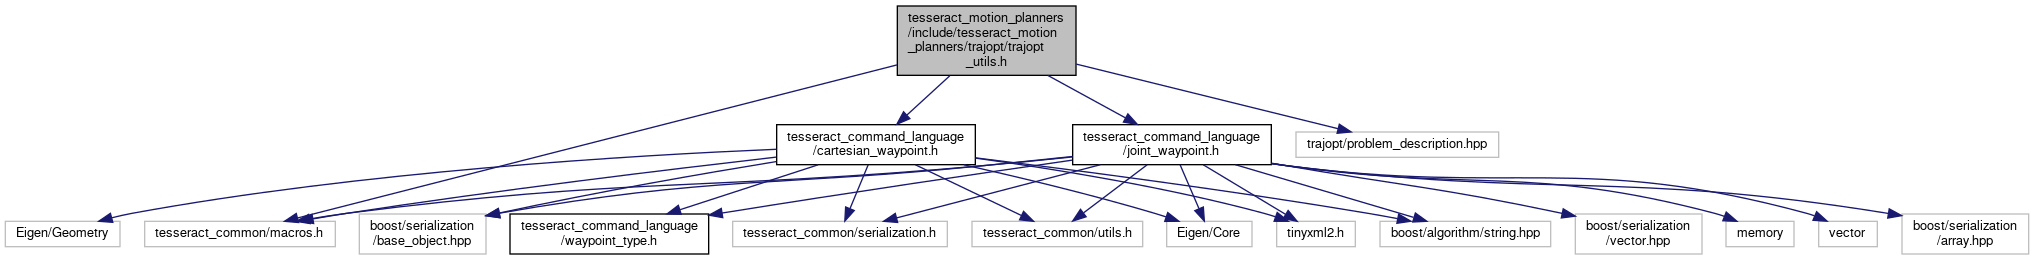 tesseract_motion_planners
/include/tesseract_motion
_planners/trajopt/trajopt
_utils.h
tesseract_command_language
/cartesian_waypoint.h
tesseract_command_language
/joint_waypoint.h
trajopt/problem_description.hpp
Eigen/Geometry
tesseract_common/macros.h
boost/serialization
/base_object.hpp
tesseract_command_language
/waypoint_type.h
tesseract_common/serialization.h
tesseract_common/utils.h
Eigen/Core
tinyxml2.h
boost/algorithm/string.hpp
boost/serialization
/vector.hpp
memory
vector
boost/serialization
/array.hpp